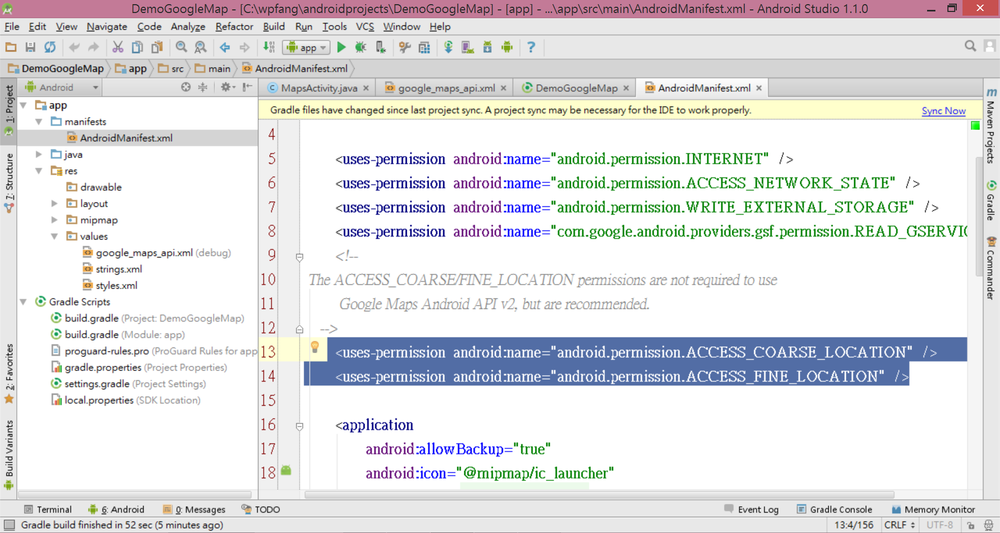 DemoGoogleMap - [C:\wpfang\androidprojects\DemoGoogleMap] - [app] - ...\app\src\main\AndroidManifest.xml - Android Studio 1.1.0
File Edit View Navigate Code Analyze Refactor Build Run Tools VCS Window Help
app
DemoGoogleMap app src main AndroidManifest.xml
Android
MapsActivity.java google_maps_api.xml DemoGoogleMap AndroidManifest.xml
Gradle files have changed since last project sync. A project sync may be necessary for the IDE to work properly. Sync Now
1: Project
7: Structure
2: Favorites
Build Variants
app
manifests
AndroidManifest.xml
java
res
drawable
layout
mipmap
values
google_maps_api.xml (debug)
strings.xml
styles.xml
Gradle Scripts
build.gradle (Project: DemoGoogleMap)
build.gradle (Module: app)
proguard-rules.pro (ProGuard Rules for app
gradle.properties (Project Properties)
settings.gradle (Project Settings)
local.properties (SDK Location)
4
5 <uses-permission android:name="android.permission.INTERNET" />
6 <uses-permission android:name="android.permission.ACCESS_NETWORK_STATE" />
7 <uses-permission android:name="android.permission.WRITE_EXTERNAL_STORAGE" />
8 <uses-permission android:name="com.google.android.providers.gsf.permission.READ_GSERVIC
9 <!--
10 The ACCESS_COARSE/FINE_LOCATION permissions are not required to use
11 Google Maps Android API v2, but are recommended.
12 -->
13 <uses-permission android:name="android.permission.ACCESS_COARSE_LOCATION" />
14 <uses-permission android:name="android.permission.ACCESS_FINE_LOCATION" />
15
16 <application
17 android:allowBackup="true"
18 android:icon="@mipmap/ic_launcher"
m Maven Projects
Gradle
Commander
Terminal 6: Android 0: Messages TODO Event Log Gradle Console Memory Monitor
Gradle build finished in 52 sec (5 minutes ago) 13:4/156 CRLF UTF-8